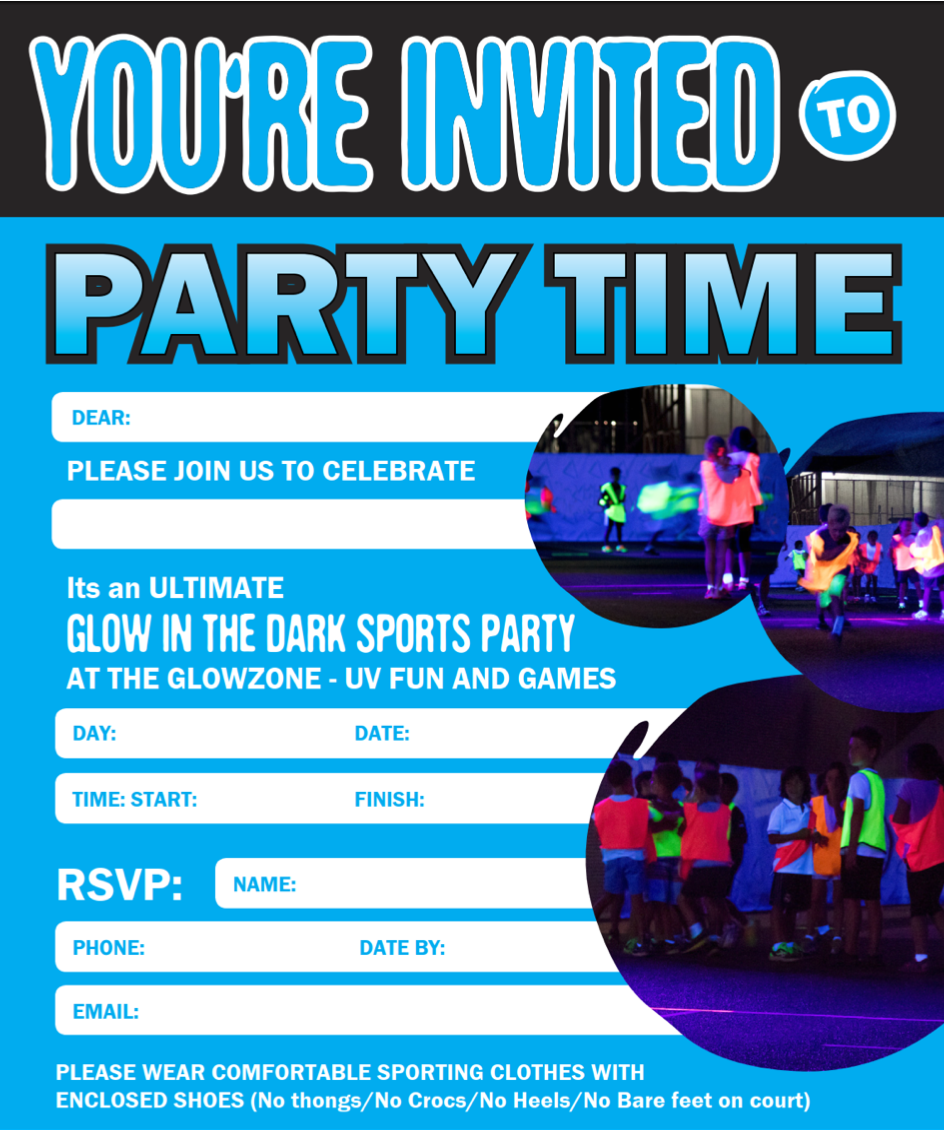 YOU'RE INVITED TO
PARTY TIME
DEAR:
PLEASE JOIN US TO CELEBRATE
Its an ULTIMATE
GLOW IN THE DARK SPORTS PARTY
AT THE GLOWZONE - UV FUN AND GAMES
DAY: DATE:
TIME: START: FINISH:
RSVP: NAME:
PHONE: DATE BY:
EMAIL:
PLEASE WEAR COMFORTABLE SPORTING CLOTHES WITH
ENCLOSED SHOES (No thongs/No Crocs/No Heels/No Bare feet on court)